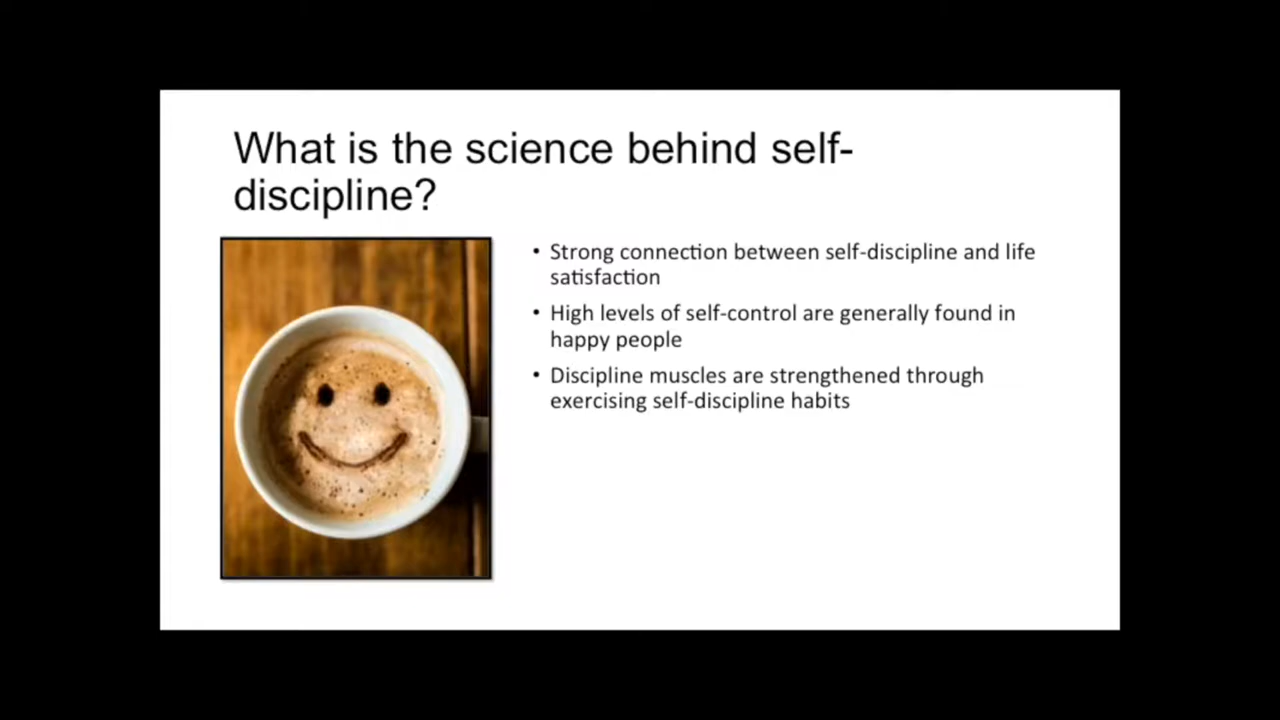 What is the science behind self-
discipline?
• Strong connection between self-discipline and life
satisfaction
• High levels of self-control are generally found in
happy people
• Discipline muscles are strengthened through
exercising self-discipline habits